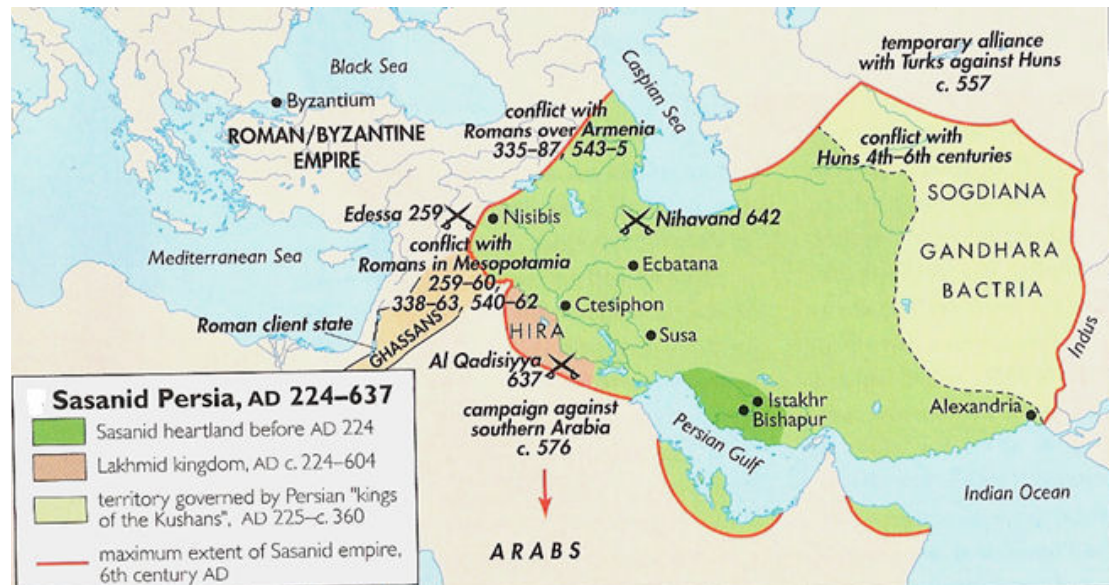 temporary alliance
with Turks against Huns
c. 557
Black Sea
Caspian Sea
Byzantium
ROMAN/BYZANTINE
EMPIRE
conflict with
Romans over Armenia
335–87, 543–5
conflict with
Huns 4th–6th centuries
SOGDIANA
Edessa 259
Nisibis
Nihavand 642
Mediterranean Sea
conflict with
Romans in Mesopotamia
259–60,
338–63, 540–62
Ecbatana
GANDHARA
BACTRIA
Ctesiphon
Roman client state
GHASSANS
HIRA
Susa
Indus
Al Qadisiyya
637
Istakhr
Bishapur
Alexandria
campaign against
southern Arabia
c. 576
Persian Gulf
Indian Ocean
ARABS
Sasanid Persia, AD 224–637
Sasanid heartland before AD 224
Lakhmid kingdom, AD c. 224–604
territory governed by Persian "kings
of the Kushans", AD 225–c. 360
maximum extent of Sasanid empire,
6th century AD